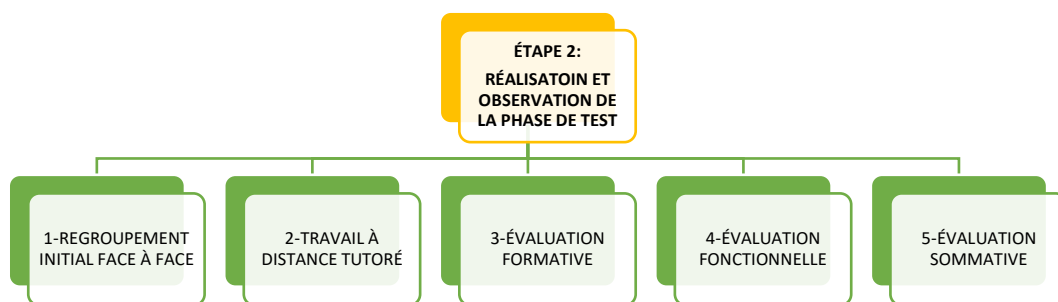 ÉTAPE 2:
RÉALISATOIN ET
OBSERVATION DE
LA PHASE DE TEST
1-REGROUPEMENT
INITIAL FACE À FACE
2-TRAVAIL À
DISTANCE TUTORÉ
3-ÉVALUATION
FORMATIVE
4-ÉVALUATION
FONCTIONNELLE
5-ÉVALUATION
SOMMATIVE